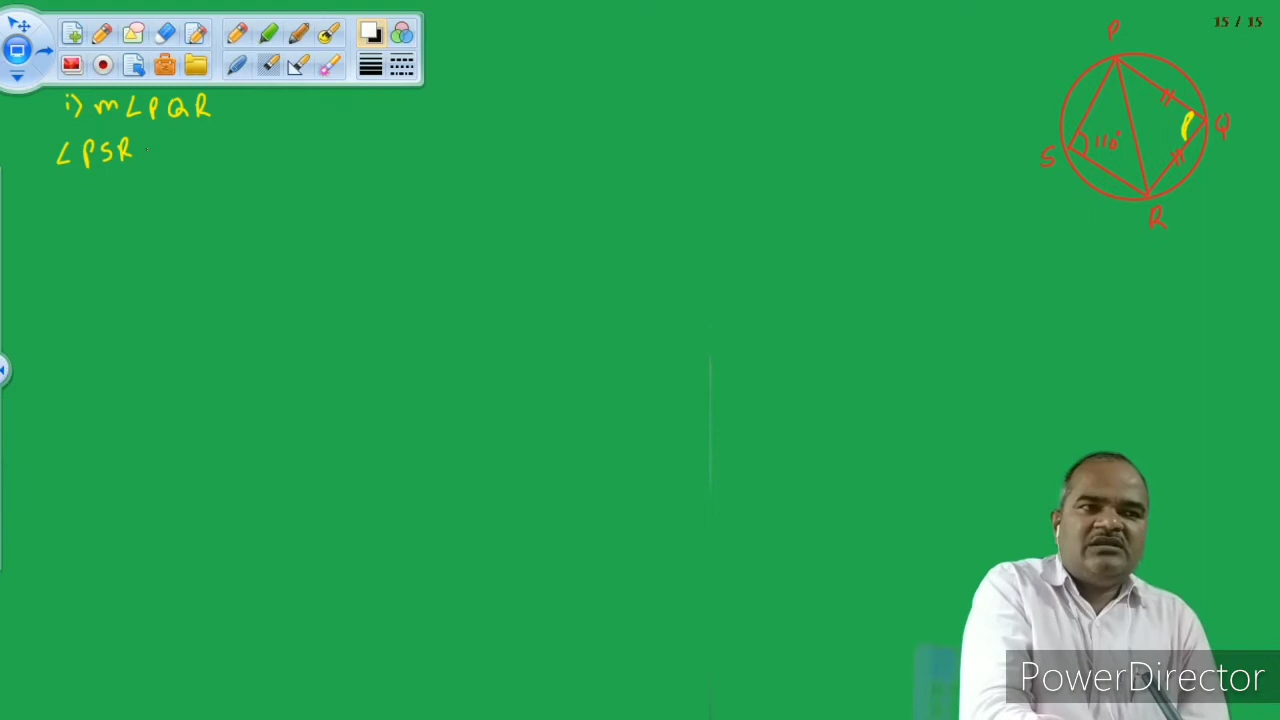 15 / 15
i) m∠PQR
∠PSR
P
Q
S
110°
R
PowerDirector